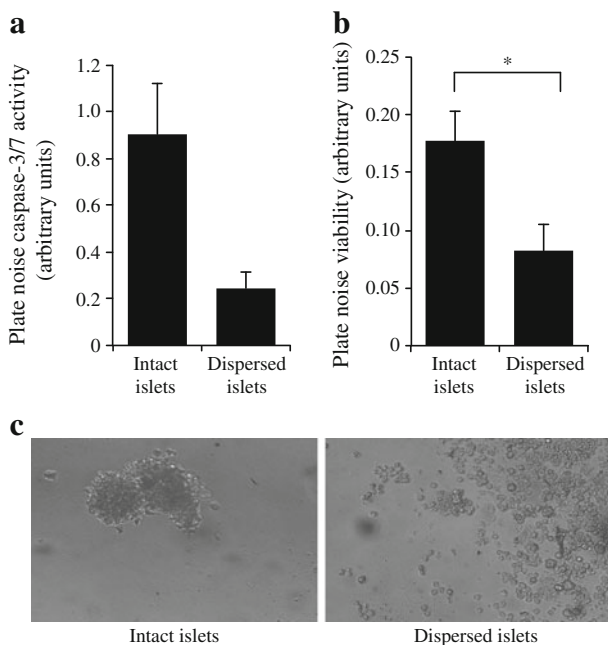 a
Plate noise caspase-3/7 activity
(arbitrary units)
1.2
1.0
0.8
0.6
0.4
0.2
0
Intact
islets
Dispersed
islets
b
Plate noise viability (arbitrary units)
0.25
0.20
0.15
0.10
0.05
0
*
Intact
islets
Dispersed
islets
c
Intact islets
Dispersed islets